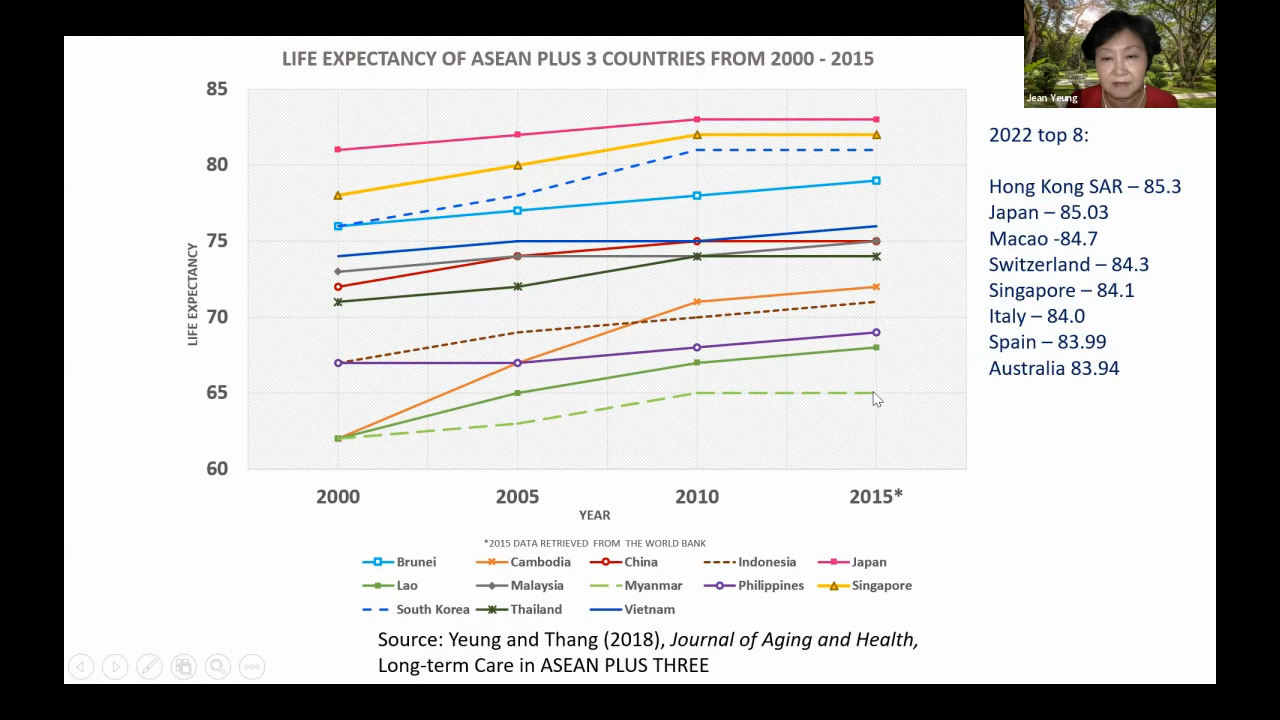 LIFE EXPECTANCY OF ASEAN PLUS 3 COUNTRIES FROM 2000 - 2015
Jean Yeung
85
80
75
70
65
60
LIFE EXPECTANCY
2000 2005 2010 2015*
YEAR
*2015 DATA RETRIEVED FROM THE WORLD BANK
Brunei Cambodia China Indonesia Japan
Lao Malaysia Myanmar Philippines Singapore
South Korea Thailand Vietnam
2022 top 8:
Hong Kong SAR – 85.3
Japan – 85.03
Macao -84.7
Switzerland – 84.3
Singapore – 84.1
Italy – 84.0
Spain – 83.99
Australia 83.94
Source: Yeung and Thang (2018), Journal of Aging and Health,
Long-term Care in ASEAN PLUS THREE